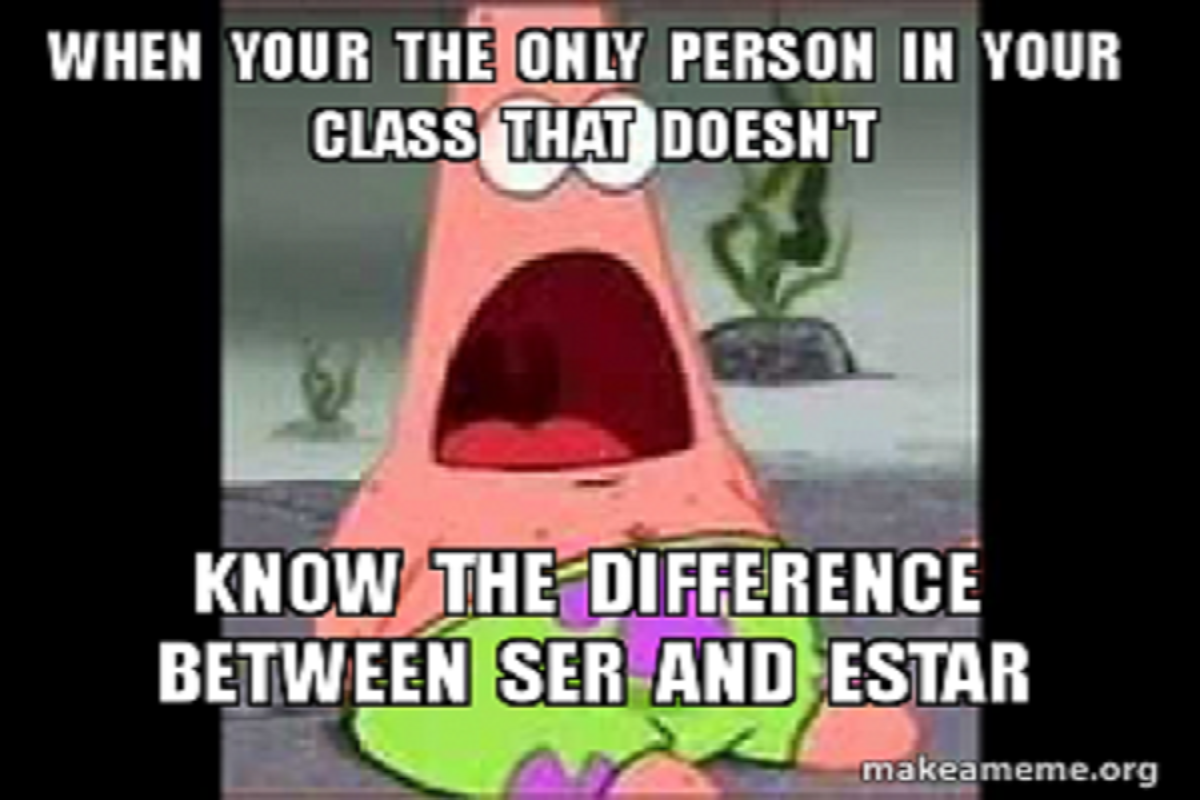 WHEN YOUR THE ONLY PERSON IN YOUR
CLASS THAT DOESN'T
KNOW THE DIFFERENCE
BETWEEN SER AND ESTAR
makeameme.org